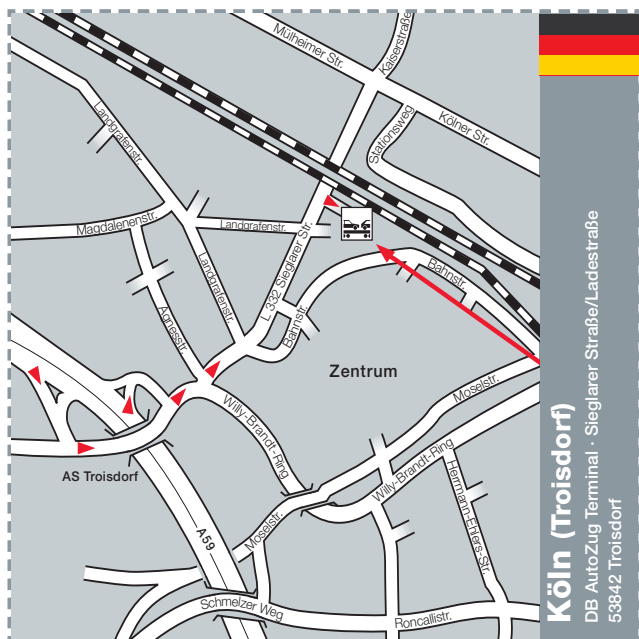 Mülheimer Str.
Kaiserstraße
Kölner Str.
Stationsweg
Landgrafenstr.
Magdalenenstr.
Landgrafenstr.
Landgrafenstr.
L 332 Sieglarer Str.
Bahnstr.
Bahnstr.
Agnesstr.
Zentrum
Moselstr.
Willy-Brandt-Ring
Willy-Brandt-Ring
Herrmann-Ehlers-Str.
AS Troisdorf
A59
Moselstr.
Schmelzer Weg
Roncallistr.
Köln (Troisdorf)
DB AutoZug Terminal · Sieglarer Straße/Ladestraße
53842 Troisdorf